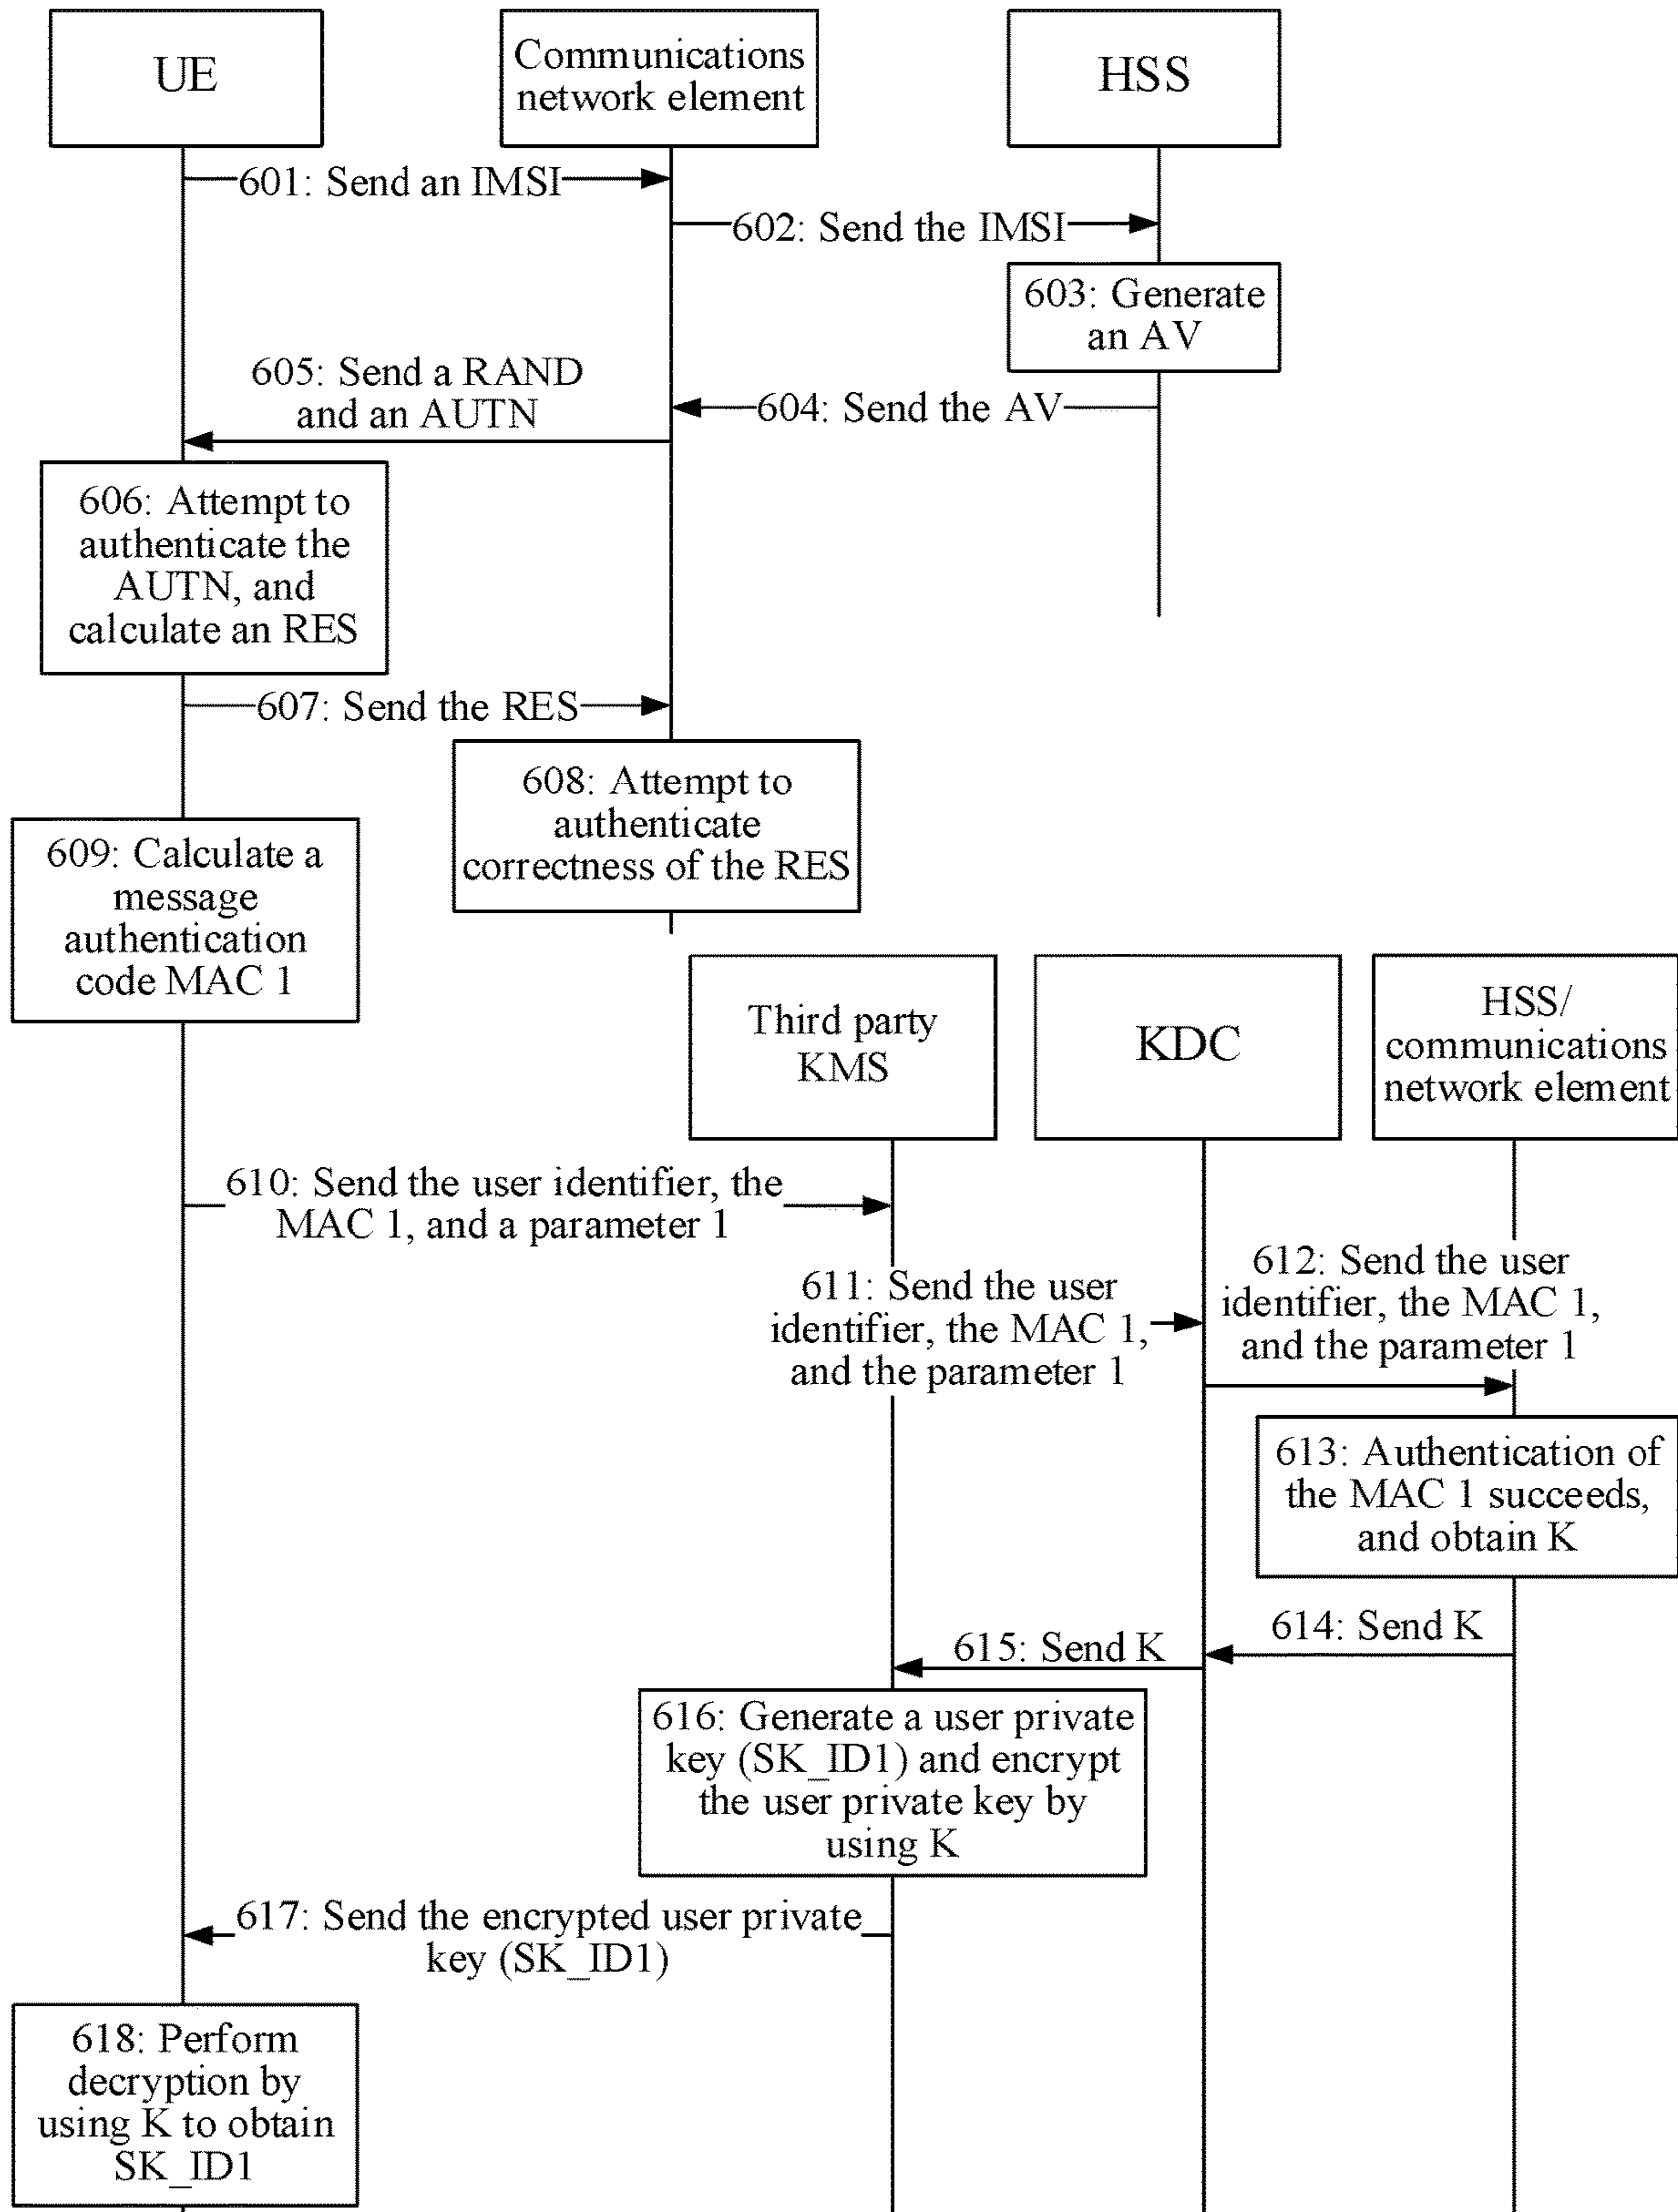 UE
Communications
network element
HSS
601: Send an IMSI
602: Send the IMSI
603: Generate
an AV
604: Send the AV
605: Send a RAND
and an AUTN
606: Attempt to
authenticate the
AUTN, and
calculate an RES
607: Send the RES
608: Attempt to
authenticate
correctness of the RES
609: Calculate a
message
authentication
code MAC 1
Third party
KMS
KDC
HSS/
communications
network element
610: Send the user identifier, the
MAC 1, and a parameter 1
611: Send the user
identifier, the MAC 1,
and the parameter 1
612: Send the user
identifier, the MAC 1,
and the parameter 1
613: Authentication of
the MAC 1 succeeds,
and obtain K
614: Send K
615: Send K
616: Generate a user private
key (SK_ID1) and encrypt
the user private key by
using K
617: Send the encrypted user private
key (SK_ID1)
618: Perform
decryption by
using K to obtain
SK_ID1